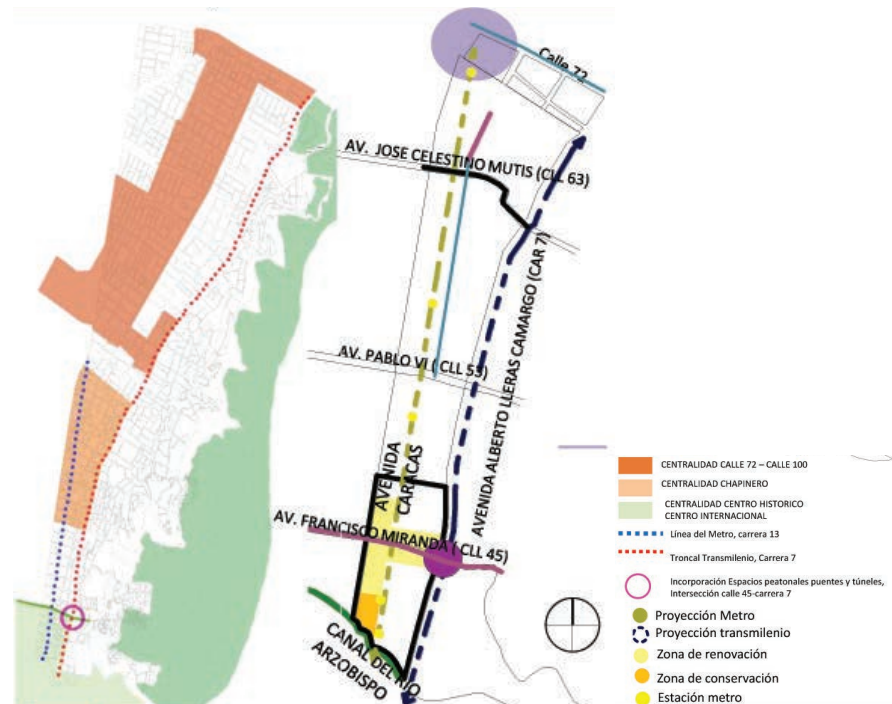 Calle 72
AV. JOSE CELESTINO MUTIS (CLL 63)
AVENIDA ALBERTO LLERAS CAMARGO (CAR 7)
AV. PABLO VI ( CLL 53)
AVENIDA
CARACAS
AV. FRANCISCO MIRANDA ( CLL 45)
CANAL DEL RÍO
ARZOBISPO
CENTRALIDAD CALLE 72 – CALLE 100
CENTRALIDAD CHAPINERO
CENTRALIDAD CENTRO HISTORICO
CENTRO INTERNACIONAL
Línea del Metro, carrera 13
Troncal Transmilenio, Carrera 7
Incorporación Espacios peatonales puentes y túneles,
Intersección calle 45-carrera 7
Proyección Metro
Proyección transmilenio
Zona de renovación
Zona de conservación
Estación metro